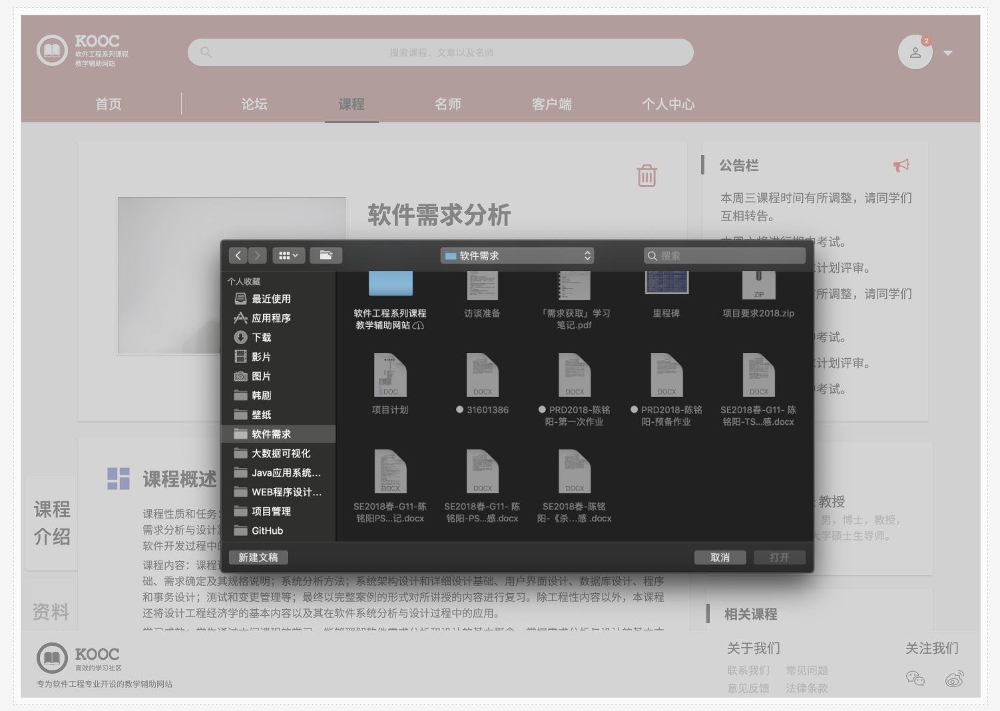 KOOC
软件工程系列课程
教学辅助网站
搜索课程、文章以及名师
2
首页
论坛
课程
名师
客户端
个人中心
软件需求分析
公告栏
本周三课程时间有所调整，请同学们
互相转告。
中考试。
计划评审。
所调整，请同学们
考试。
计划评审。
考试。
软件需求
搜索
个人收藏
最近使用
应用程序
下载
影片
图片
韩剧
壁纸
软件需求
大数据可视化
Java应用系统...
WEB程序设计...
项目管理
GitHub
软件工程系列课程
教学辅助网站
访谈准备
「需求获取」学习
笔记.pdf
里程碑
ZIP
项目要求2018.zip
DOC
项目计划
DOCX
31601386
DOCX
PRD2018-陈铭
阳-第一次作业
DOCX
PRD2018-陈铭
阳-预备作业
DOCX
SE2018春-G11- 陈
铭阳-TS...感.docx
DOCX
SE2018春-G11-陈
铭阳PS...记.docx
DOCX
SE2018春-G11- 陈
铭阳-PS...感.docx
DOCX
SE2018春-陈铭
阳-《杀...感 .docx
新建文稿
取消
打开
课程
介绍
资料
课程概述
课程性质和任务：
需求分析与设计》
软件开发过程中的
课程内容：课程
础、需求确定及其规格说明；系统分析方法；系统架构设计和详细设计基础、用户界面设计、数据库设计、程序
和事务设计；测试和变更管理等；最终以完整案例的形式对所讲授的内容进行复习。除工程性内容以外，本课程
还将设计工程经济学的基本内容以及其在软件系统分析与设计过程中的应用。
教授
男，博士，教授，
大学硕士生导师。
相关课程
KOOC
高效的学习社区
专为软件工程专业开设的教学辅助网站
关于我们
联系我们
常见问题
意见反馈
法律条款
关注我们